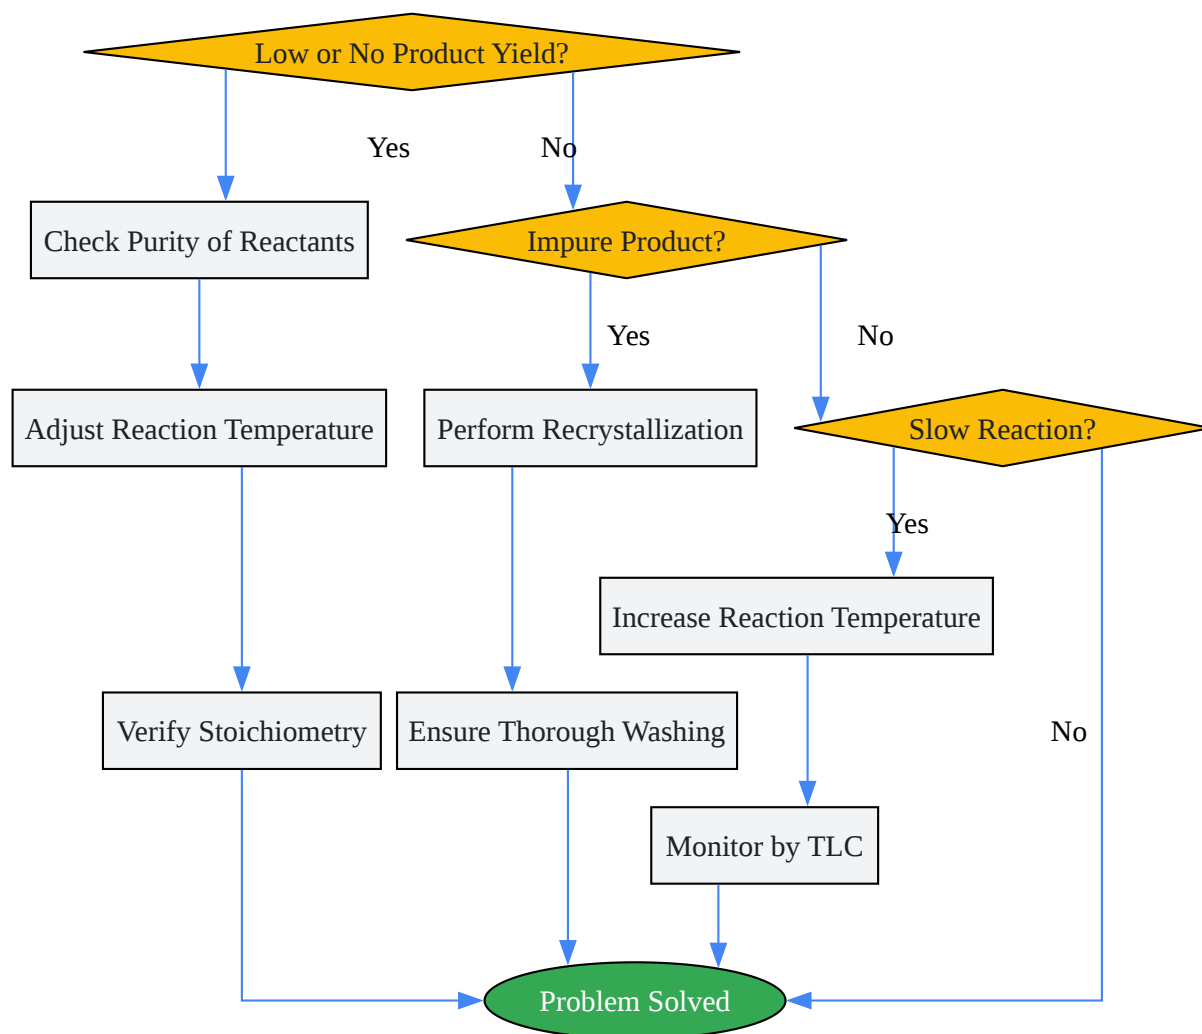 Low or No Product Yield?
Yes
No
Check Purity of Reactants
Impure Product?
Yes
No
Adjust Reaction Temperature
Perform Recrystallization
Slow Reaction?
Yes
Increase Reaction Temperature
Verify Stoichiometry
Ensure Thorough Washing
No
Monitor by TLC
Problem Solved